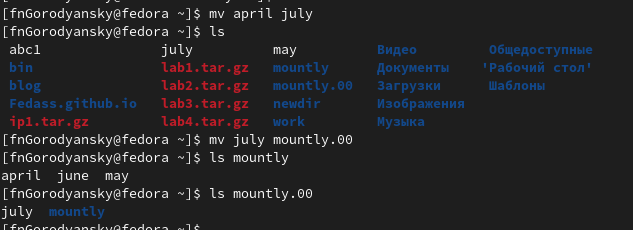 [fnGorodyansky@fedora ~]$ mv april july
[fnGorodyansky@fedora ~]$ ls
abc1 july may Видео Общедоступные
bin lab1.tar.gz mountly Документы 'Рабочий стол'
blog lab2.tar.gz mountly.00 Загрузки Шаблоны
Fedass.github.io lab3.tar.gz newdir Изображения
ip1.tar.gz lab4.tar.gz work Музыка
[fnGorodyansky@fedora ~]$ mv july mountly.00
[fnGorodyansky@fedora ~]$ ls mountly
april june may
[fnGorodyansky@fedora ~]$ ls mountly.00
july mountly
[fnGorodyansky@fedora ~]$